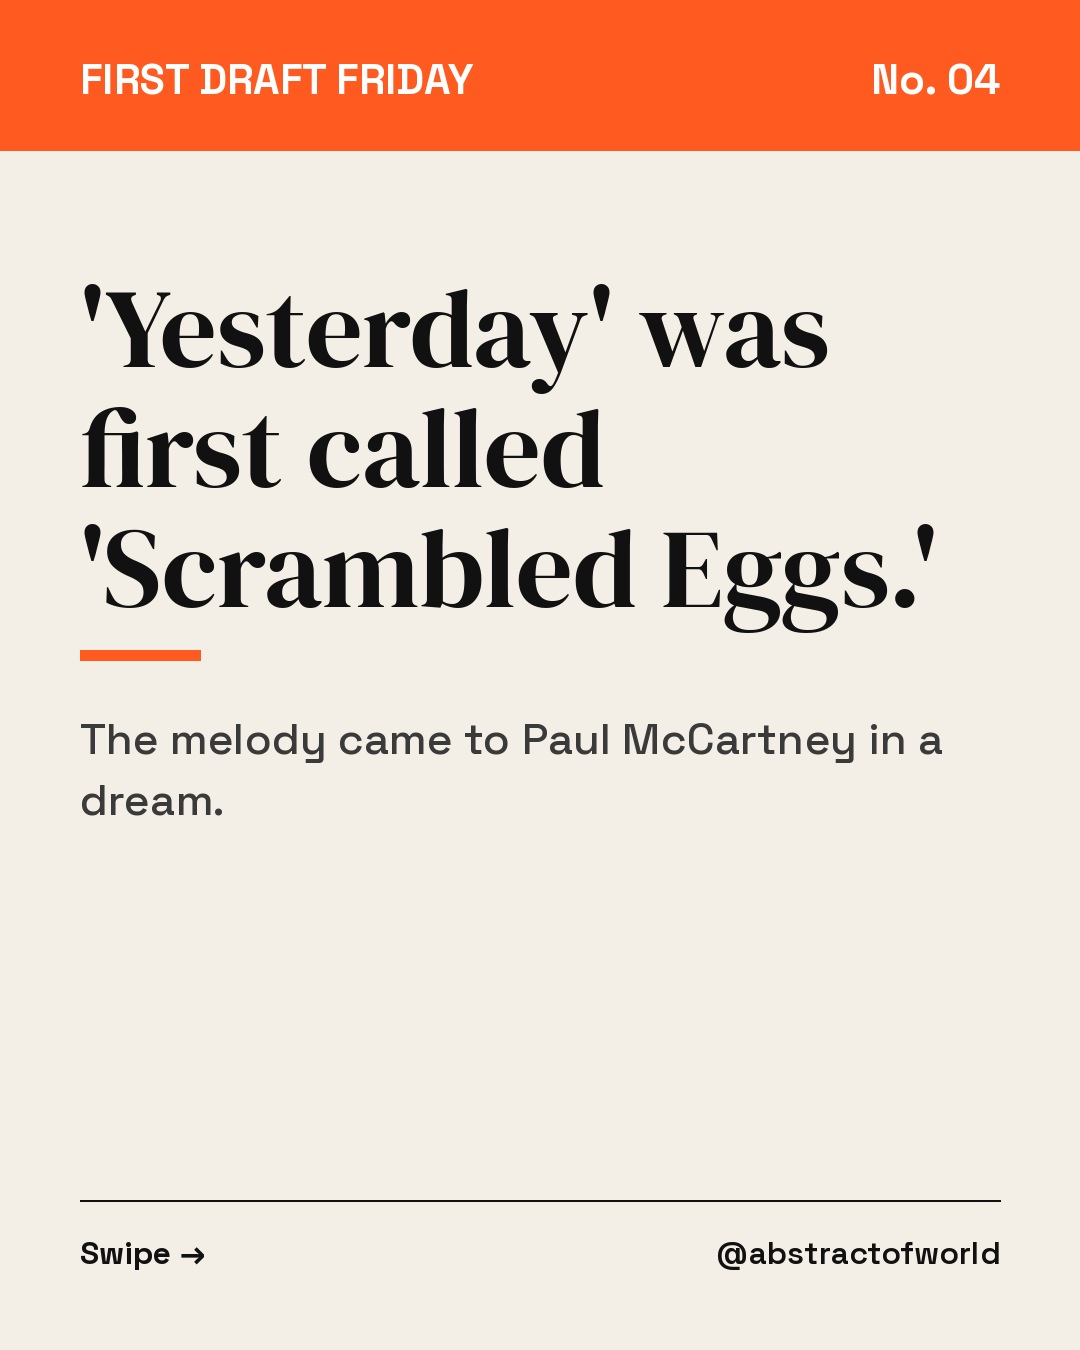 FIRST DRAFT FRIDAY
No. 04
'Yesterday' was
first called
'Scrambled Eggs.'
The melody came to Paul McCartney in a
dream.
Swipe →
@abstractofworld